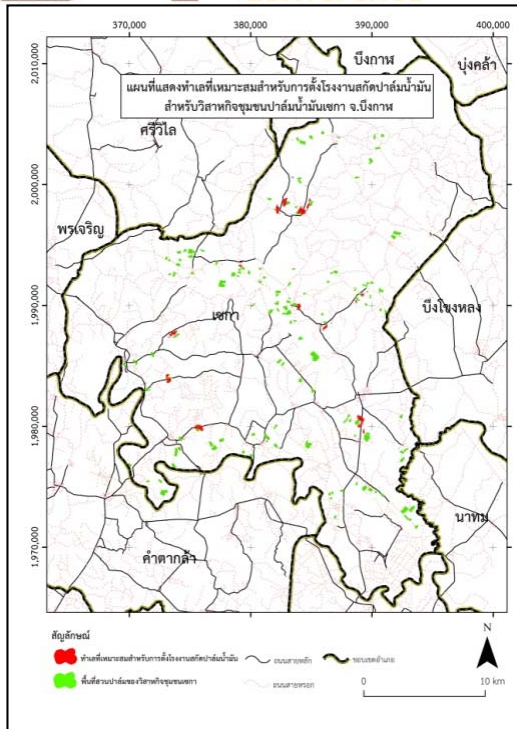 370,000 380,000 390,000 400,000
2,010,000
บึงกาฬ
บุ่งคล้า
แผนที่แสดงทำเลที่เหมาะสมสำหรับการตั้งโรงงานสกัดปาล์มน้ำมัน
สำหรับวิสาหกิจชุมชนปาล์มน้ำมันเซกา จ.บึงกาฬ
ศรีวิไล
2,000,000
พรเจริญ
1,990,000
เซกา
บึงโขงหลง
1,980,000
นาทม
1,970,000
คำตากล้า
สัญลักษณ์
ทำเลที่เหมาะสมสำหรับการตั้งโรงงานสกัดปาล์มน้ำมัน ถนนสายหลัก ขอบเขตอำเภอ
พื้นที่สวนปาล์มของวิสาหกิจชุมชนเซกา ถนนสายรอง
N
0 10 km